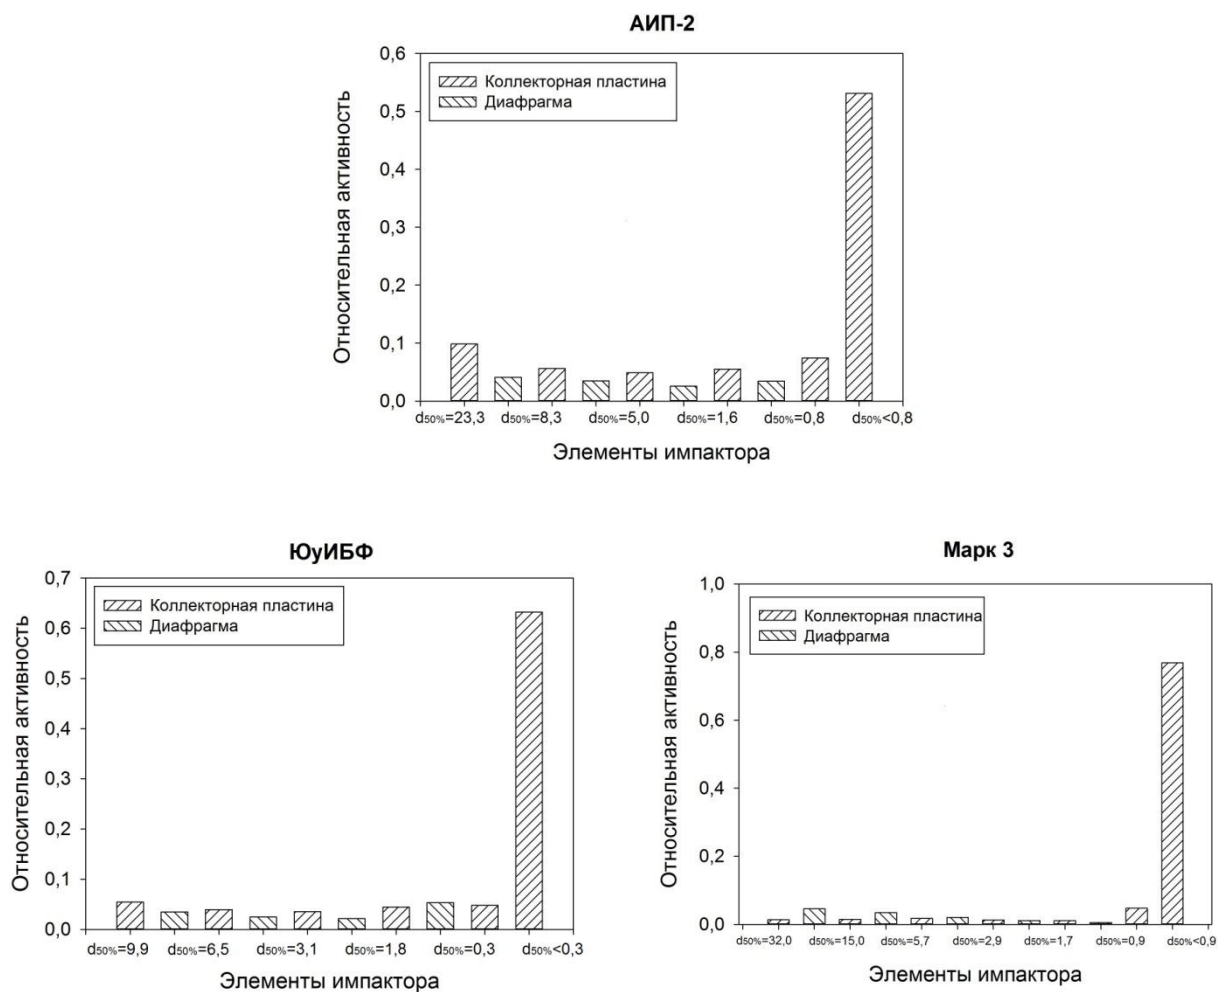 АИП-2
0,6
0,5
0,4
0,3
0,2
0,1
0,0
Относительная активность
Коллекторная пластина
Диафрагма
d50%=23,3 d50%=8,3 d50%=5,0 d50%=1,6 d50%=0,8 d50%<0,8
Элементы импактора
ЮуИБФ
0,7
0,6
0,5
0,4
0,3
0,2
0,1
0,0
Относительная активность
Коллекторная пластина
Диафрагма
d50%=9,9 d50%=6,5 d50%=3,1 d50%=1,8 d50%=0,3 d50%<0,3
Элементы импактора
Марк 3
1,0
0,8
0,6
0,4
0,2
0,0
Относительная активность
Коллекторная пластина
Диафрагма
d50%=32,0 d50%=15,0 d50%=5,7 d50%=2,9 d50%=1,7 d50%=0,9 d50%<0,9
Элементы импактора